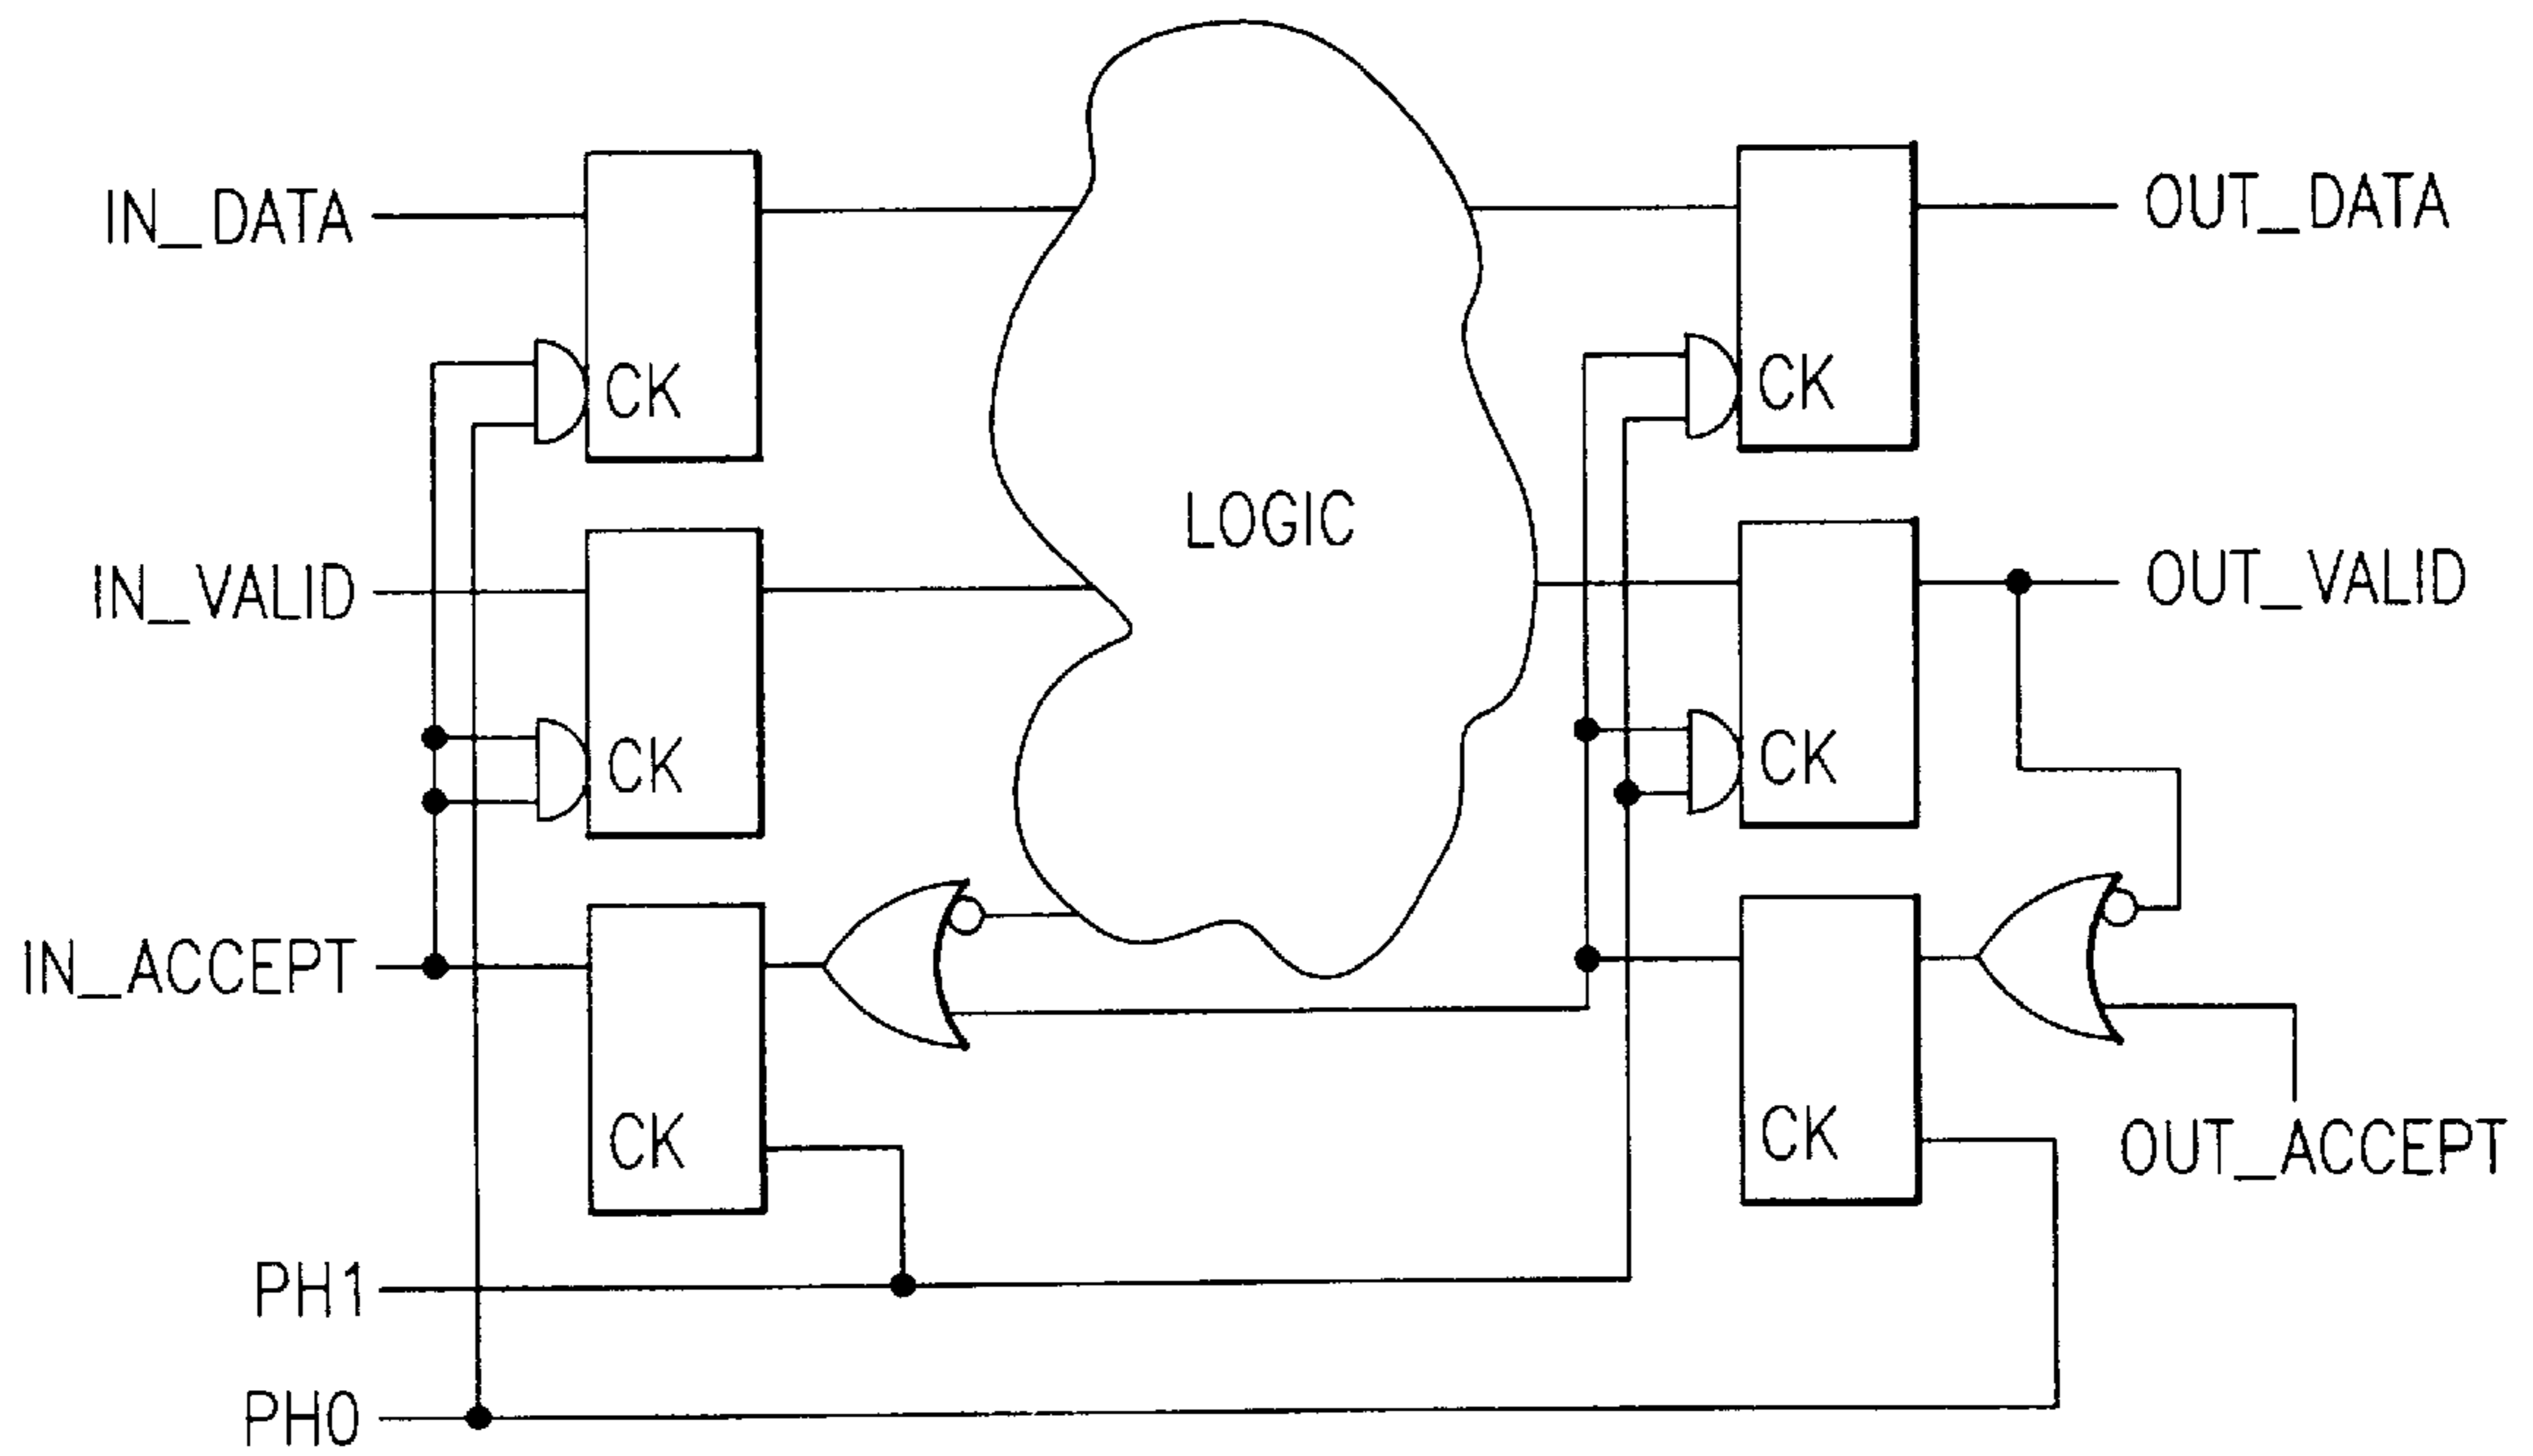 IN_DATA
CK
CK
OUT_DATA
LOGIC
IN_VALID
CK
CK
OUT_VALID
IN_ACCEPT
CK
CK
OUT_ACCEPT
PH1
PH0